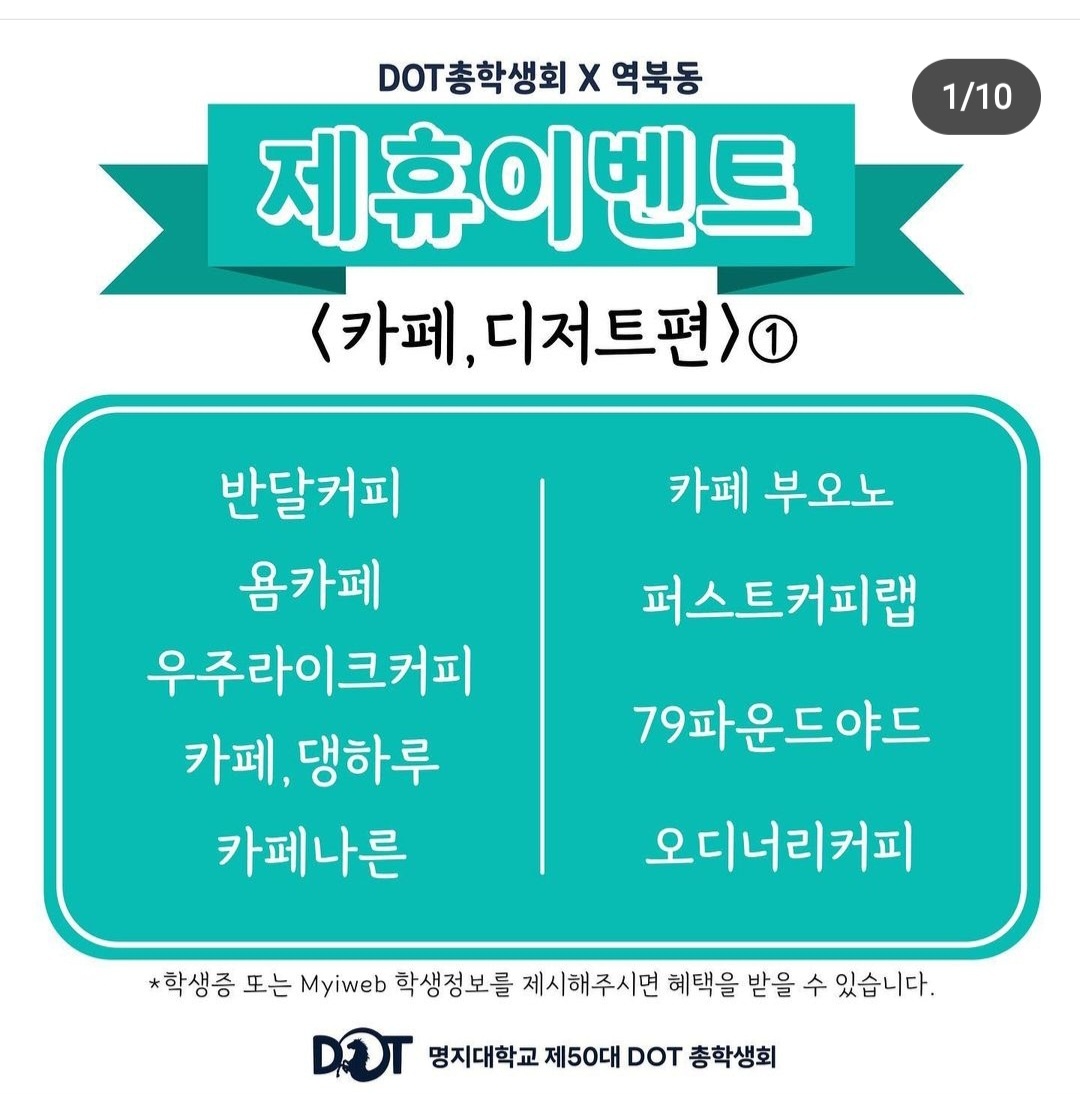 DOT총학생회 X 역북동
1/10
제휴이벤트
〈카페,디저트편〉①
반달커피
욤카페
우주라이크커피
카페,댕하루
카페나른
카페 부오노
퍼스트커피랩
79파운드야드
오디너리커피
*학생증 또는 Myiweb 학생정보를 제시해주시면 혜택을 받을 수 있습니다.
DOT 명지대학교 제50대 DOT 총학생회